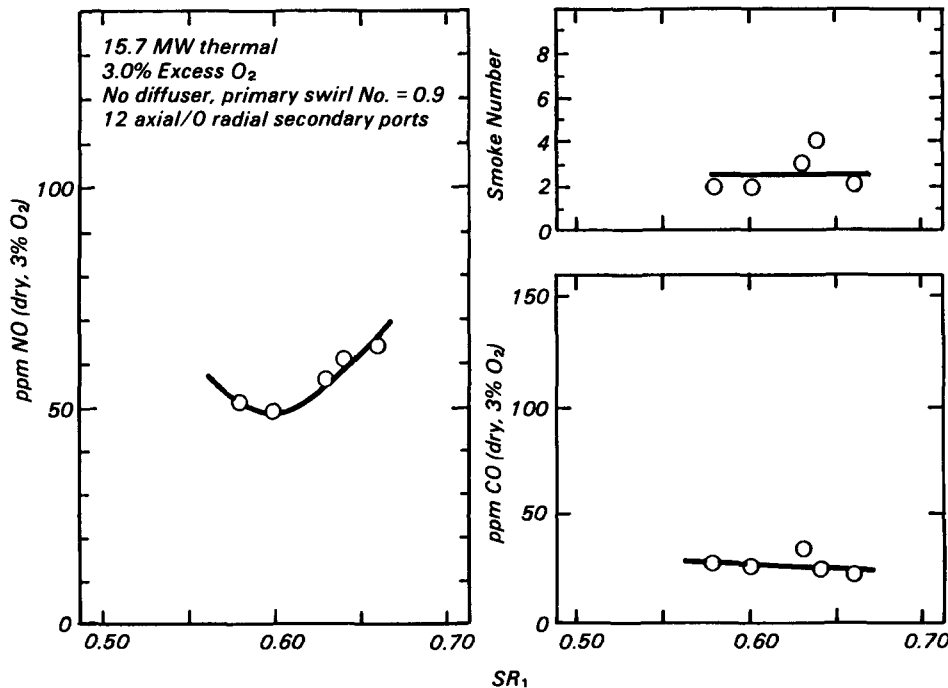 15.7 MW thermal
3.0% Excess O₂
No diffuser, primary swirl No. = 0.9
12 axial/0 radial secondary ports
ppm NO (dry, 3% O₂)
100
50
0
0.50
0.60
0.70
Smoke Number
8
6
4
2
0
ppm CO (dry, 3% O₂)
150
100
50
0
0.50
0.60
0.70
SR₁